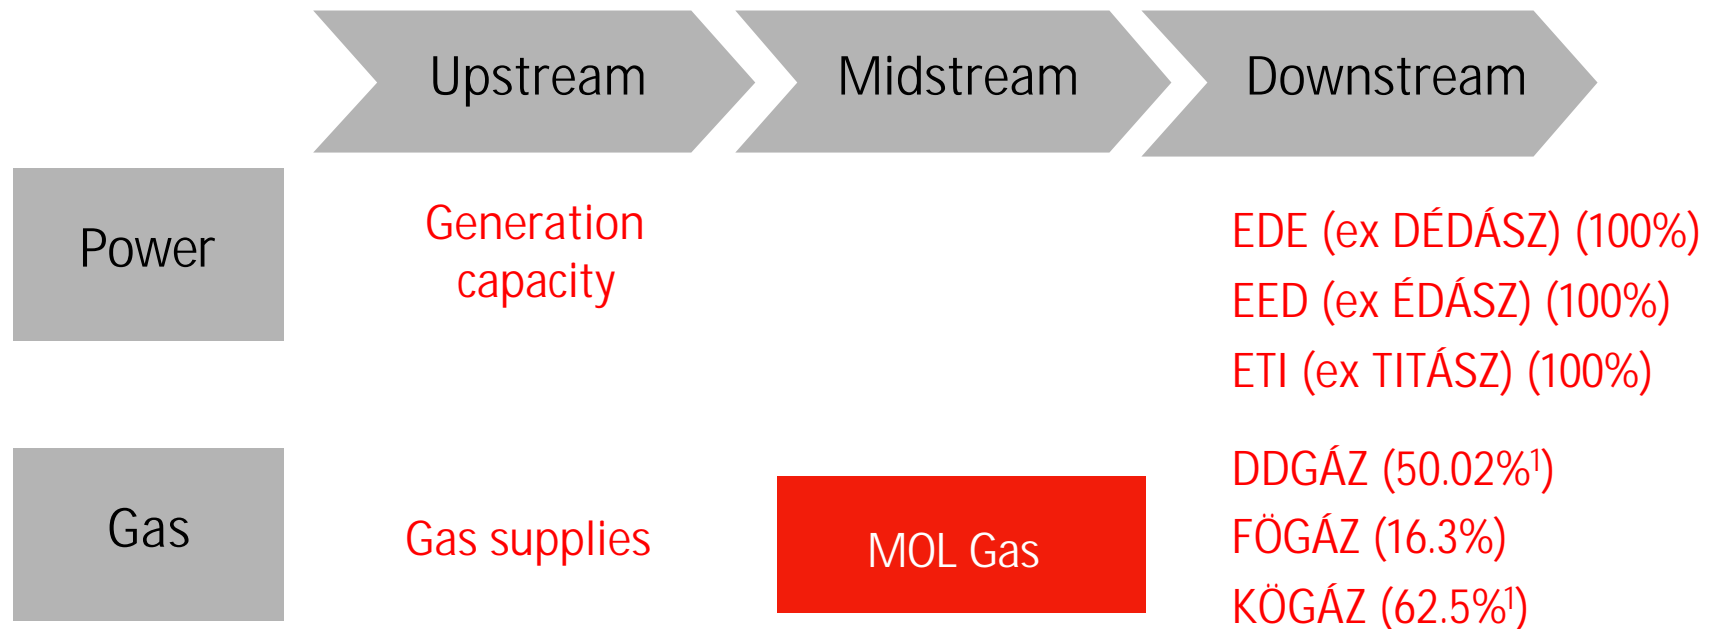 Upstream
Midstream
Downstream
Power
Generation
capacity
EDE (ex DÉDÁSZ) (100%)
EED (ex ÉDÁSZ) (100%)
ETI (ex TITÁSZ) (100%)
Gas
Gas supplies
MOL Gas
DDGÁZ (50.02%¹)
FÖGÁZ (16.3%)
KÖGÁZ (62.5%¹)